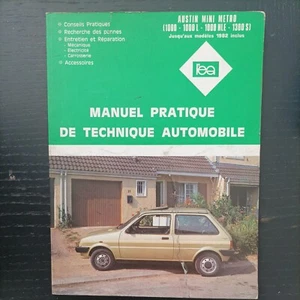 • Conseils Pratiques
• Recherche des pannes
• Entretien et Réparation
- Mécanique
- Electricité
- Carrosserie
• Accessoires
AUSTIN MINI METRO
(1000 - 1000 L - 1000 HLE - 1300 S)
Jusqu'aux modèles 1982 inclus
MANUEL PRATIQUE
DE TECHNIQUE AUTOMOBILE